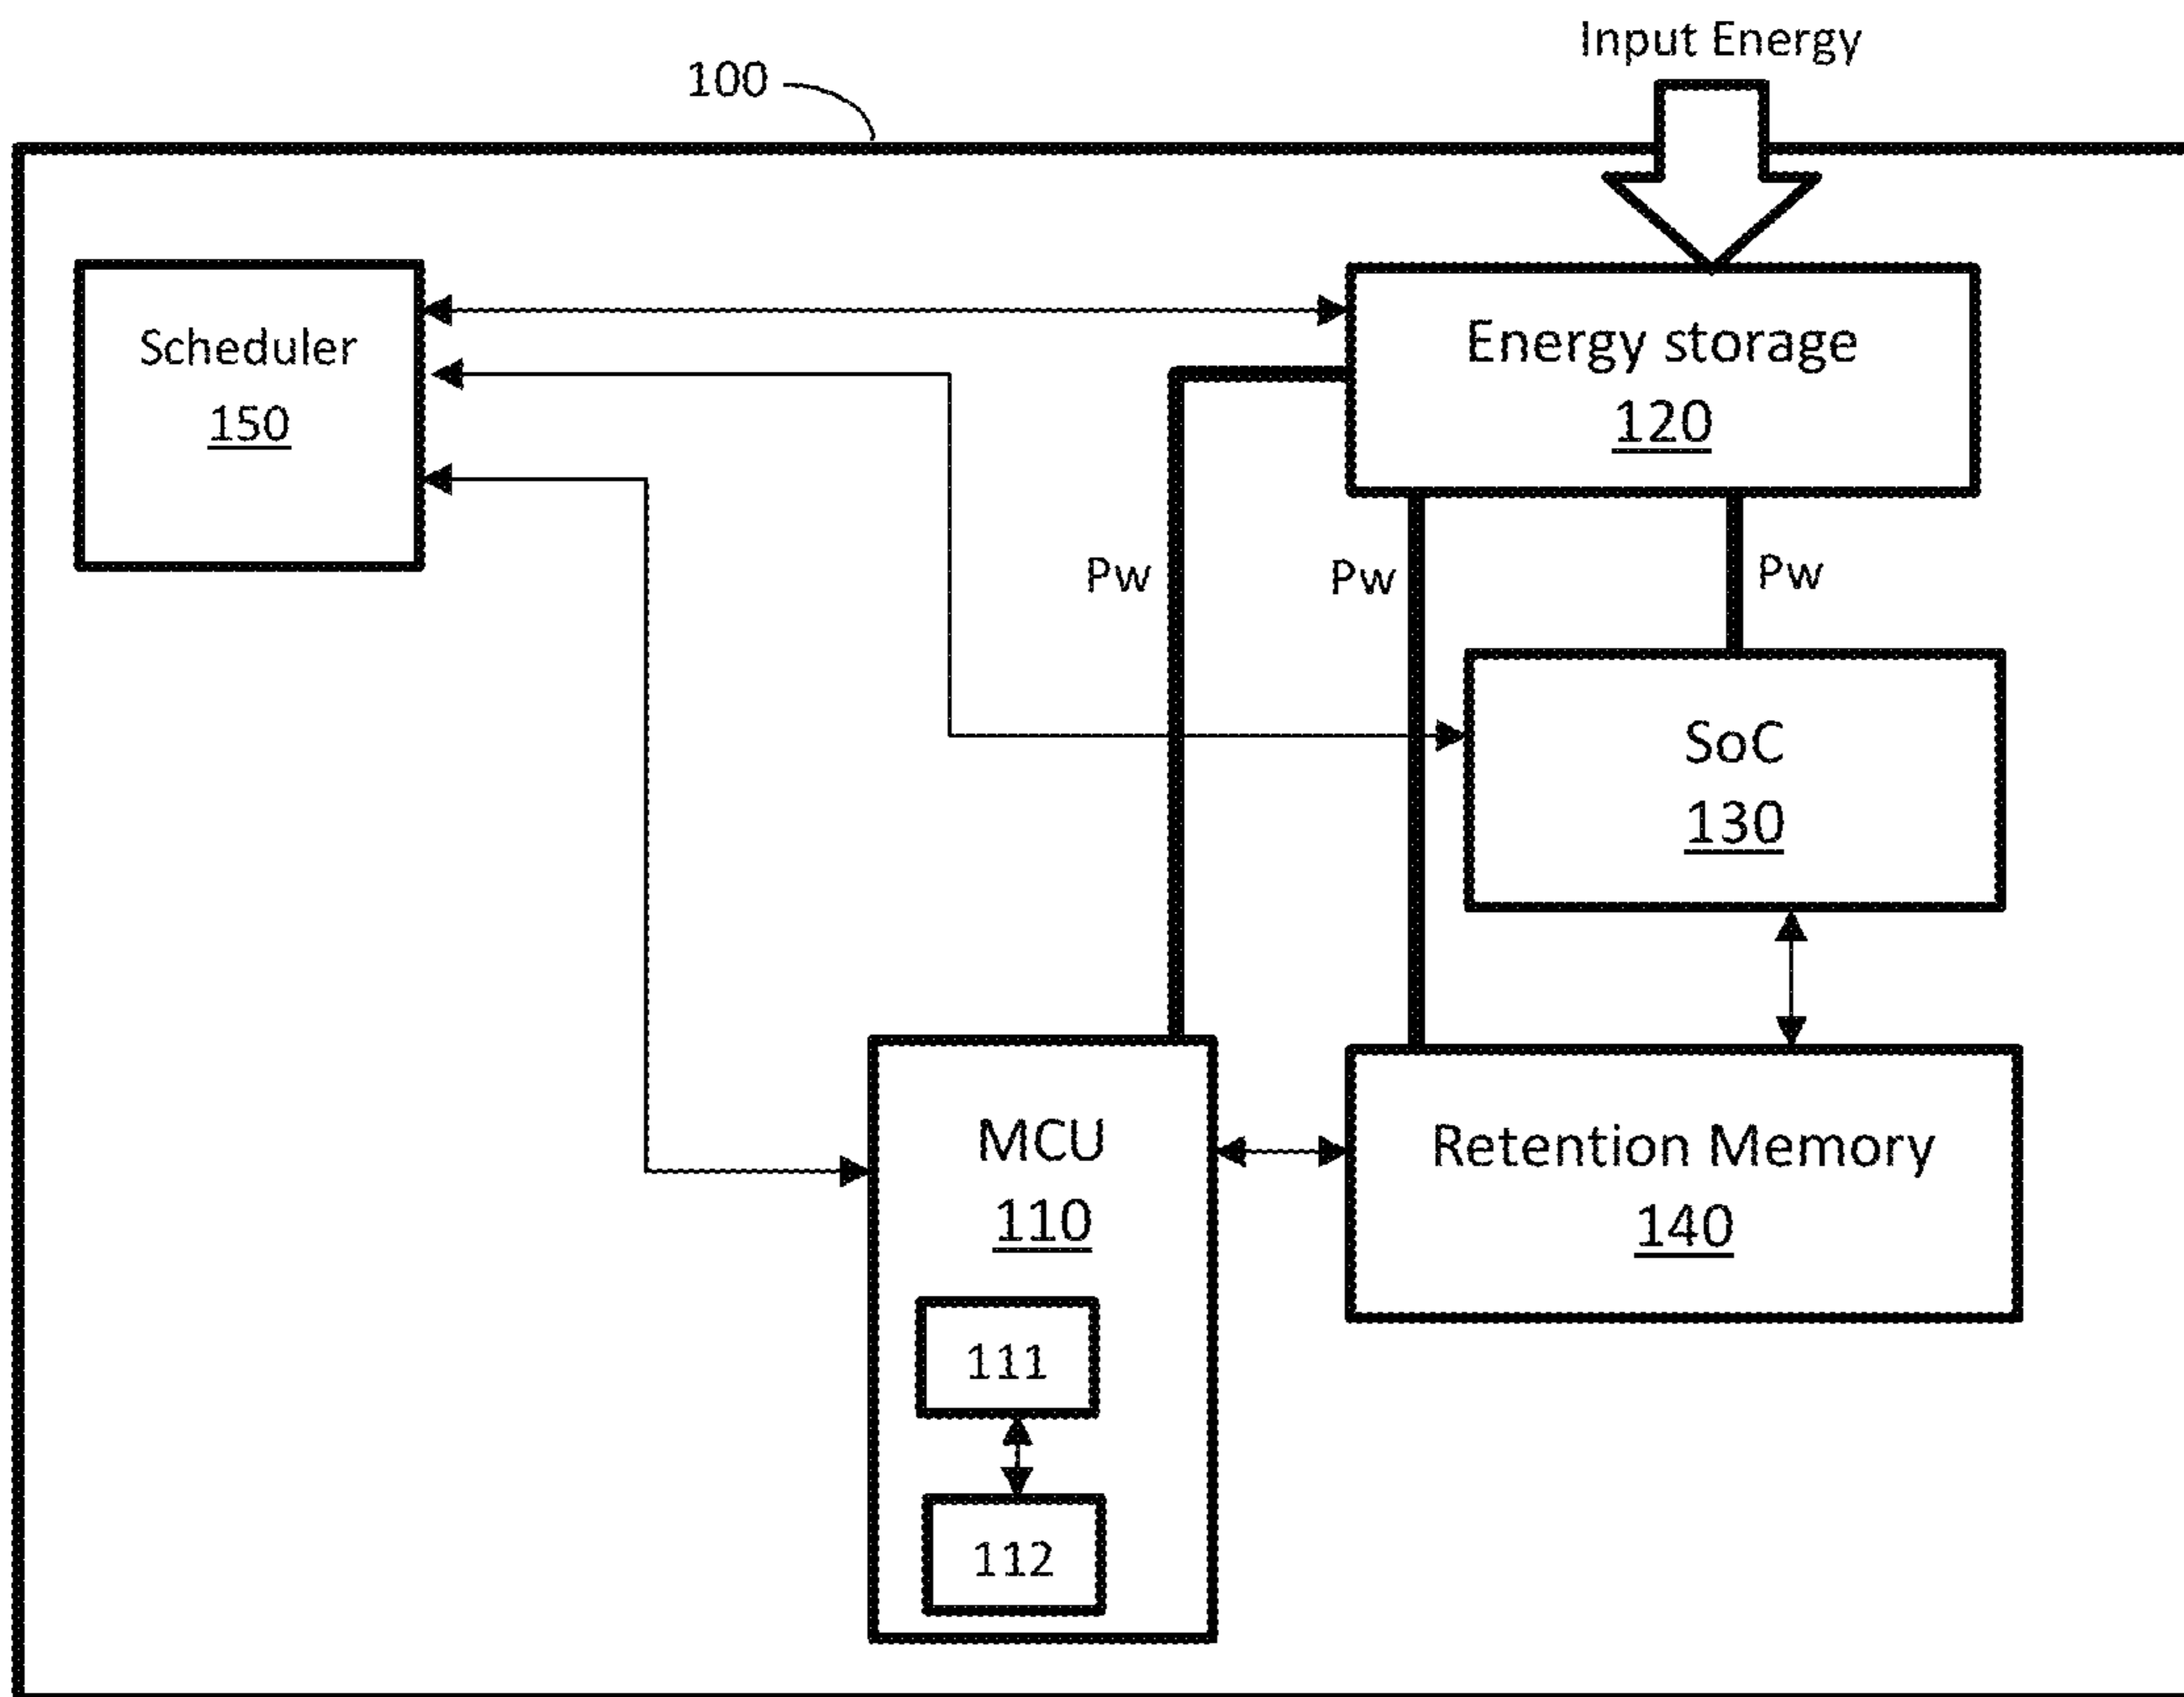 Input Energy
100
Scheduler
150
Energy storage
120
Pw
Pw
Pw
SoC
130
MCU
110
Retention Memory
140
111
112